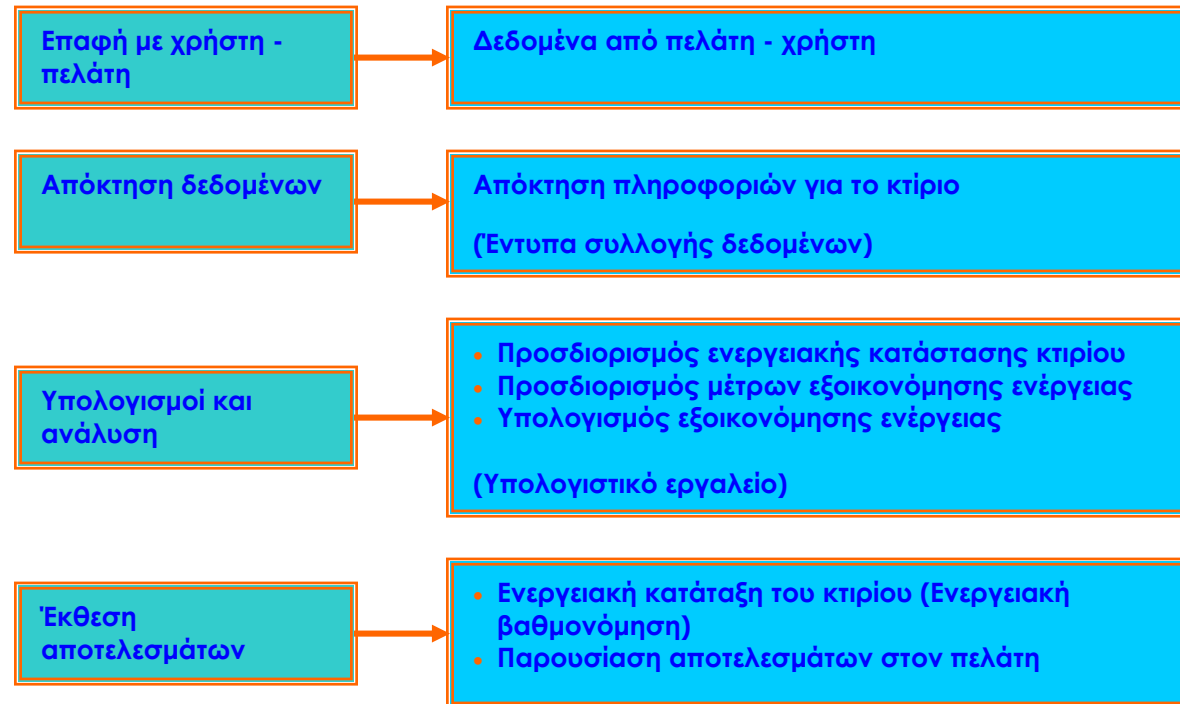 Επαφή με χρήστη -
πελάτη
Δεδομένα από πελάτη - χρήστη
Απόκτηση δεδομένων
Απόκτηση πληροφοριών για το κτίριο
(Έντυπα συλλογής δεδομένων)
Υπολογισμοί και
ανάλυση
• Προσδιορισμός ενεργειακής κατάστασης κτιρίου
• Προσδιορισμός μέτρων εξοικονόμησης ενέργειας
• Υπολογισμός εξοικονόμησης ενέργειας
(Υπολογιστικό εργαλείο)
Έκθεση
αποτελεσμάτων
• Ενεργειακή κατάταξη του κτιρίου (Ενεργειακή
βαθμονόμηση)
• Παρουσίαση αποτελεσμάτων στον πελάτη